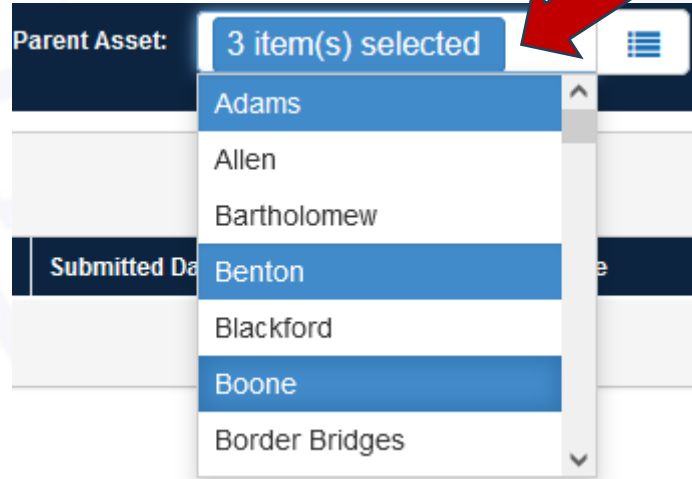 Parent Asset: 3 item(s) selected
Adams
Allen
Bartholomew
Submitted Da Benton e
Blackford
Boone
Border Bridges